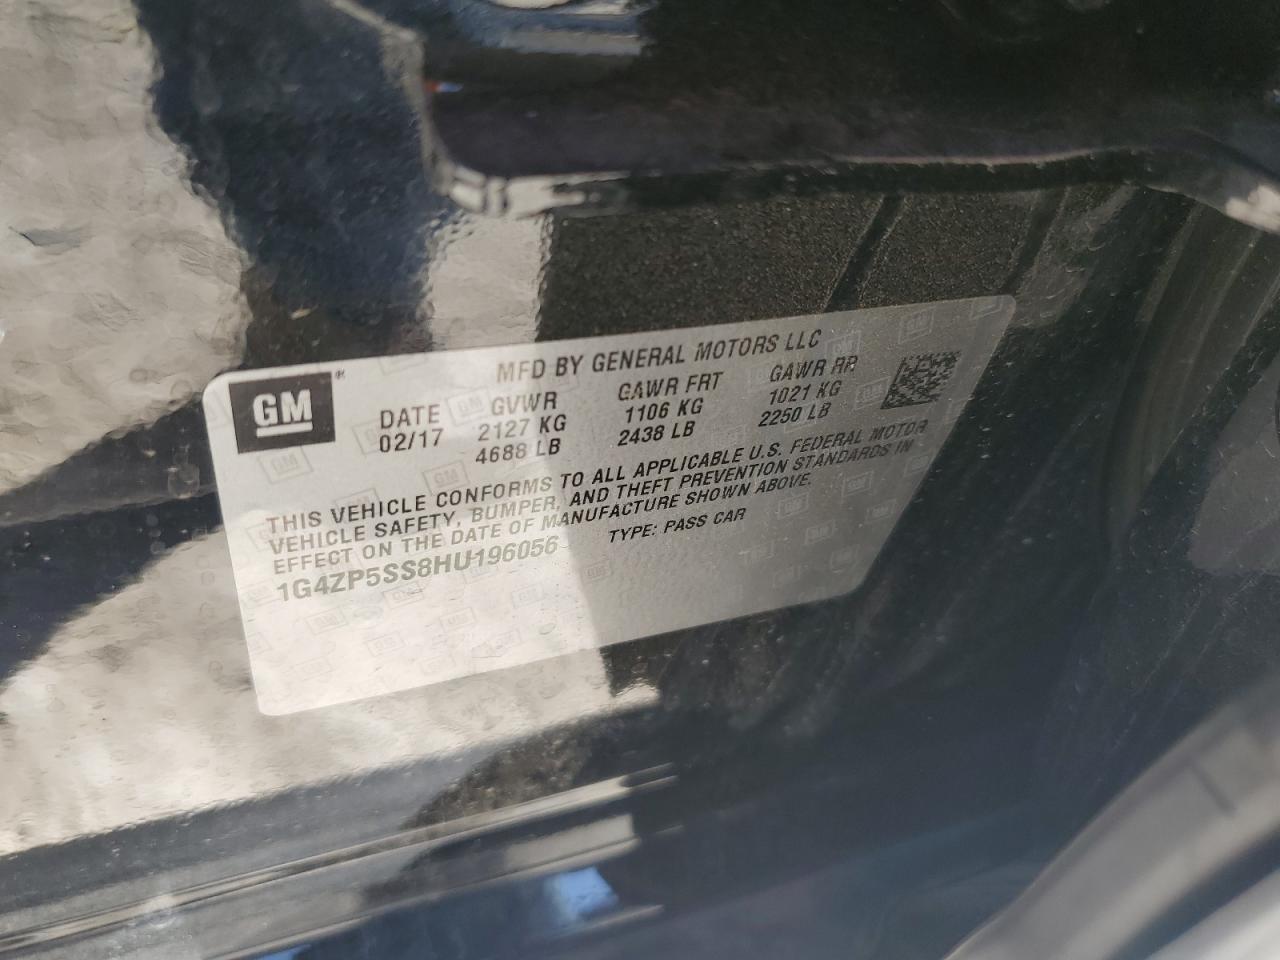 MFD BY GENERAL MOTORS LLC
GM®
DATE GVWR GAWR FRT GAWR RR
02/17 2127 KG 1106 KG 1021 KG
4688 LB 2438 LB 2250 LB
THIS VEHICLE CONFORMS TO ALL APPLICABLE U.S. FEDERAL MOTOR
VEHICLE SAFETY, BUMPER, AND THEFT PREVENTION STANDARDS IN
EFFECT ON THE DATE OF MANUFACTURE SHOWN ABOVE.
1G4ZP5SS8HU196056 TYPE: PASS CAR